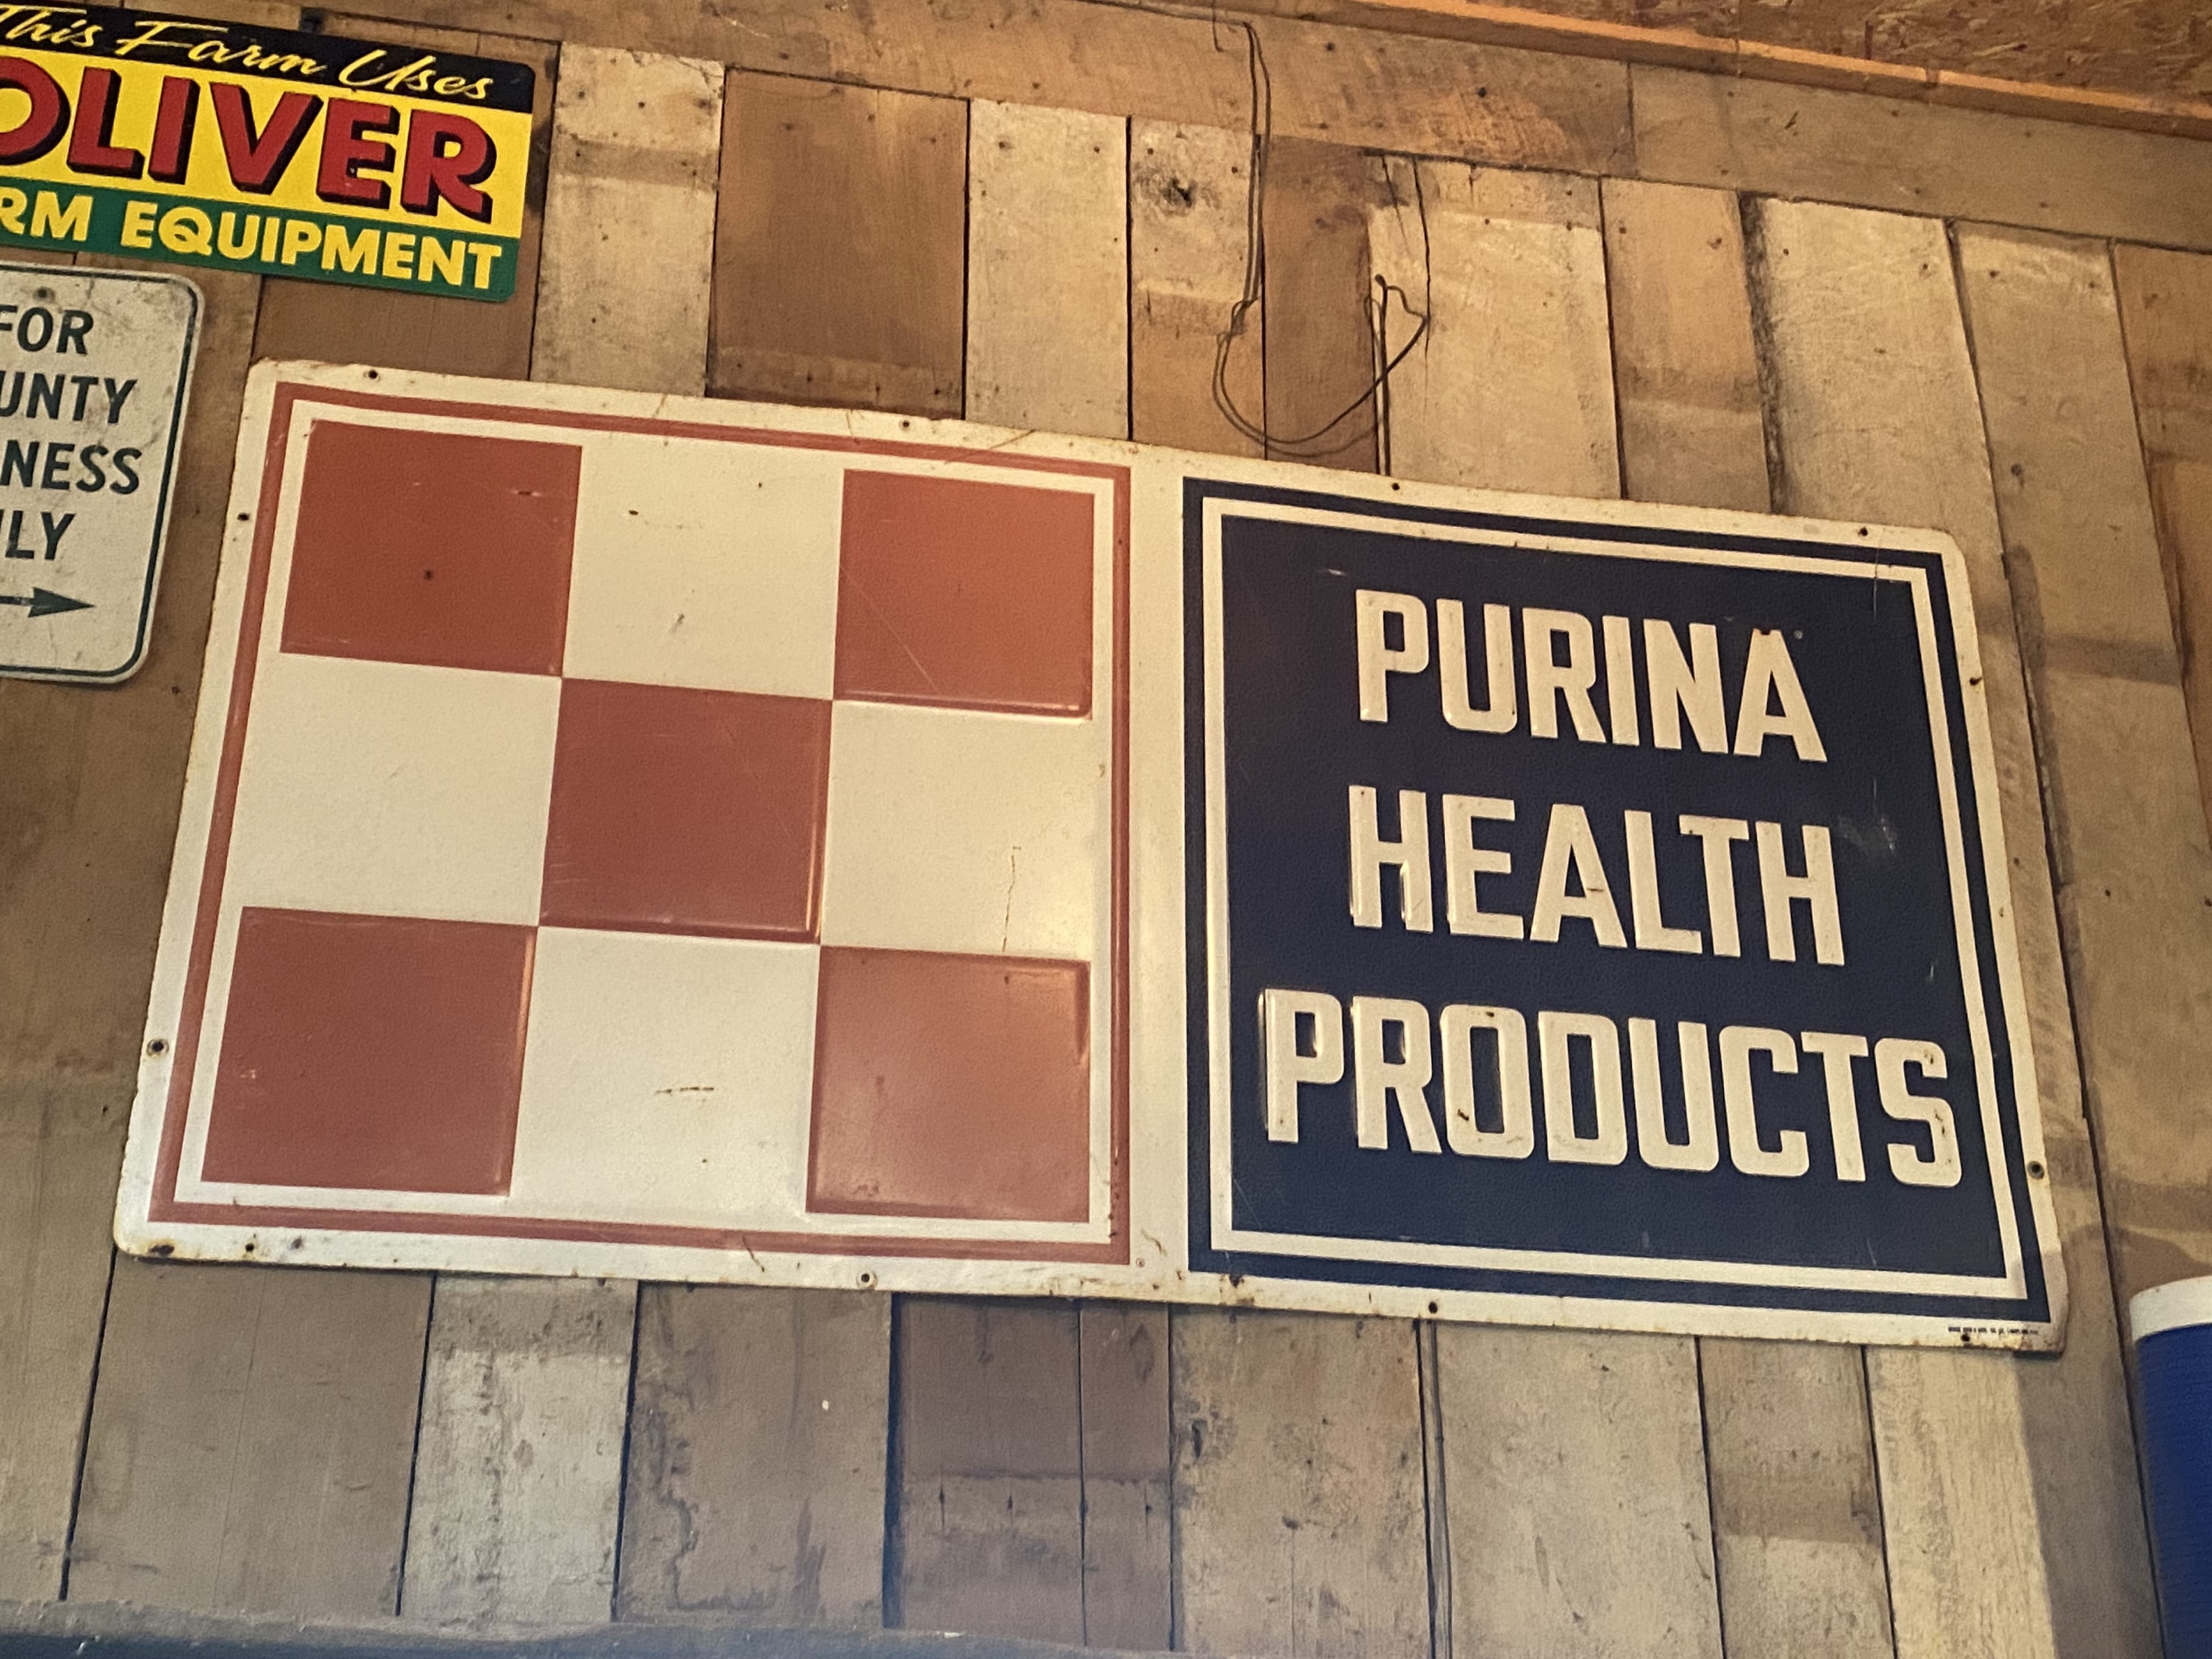 This Farm Uses
OLIVER
RM EQUIPMENT
FOR
UNTY
NESS
LY
PURINA
HEALTH
PRODUCTS